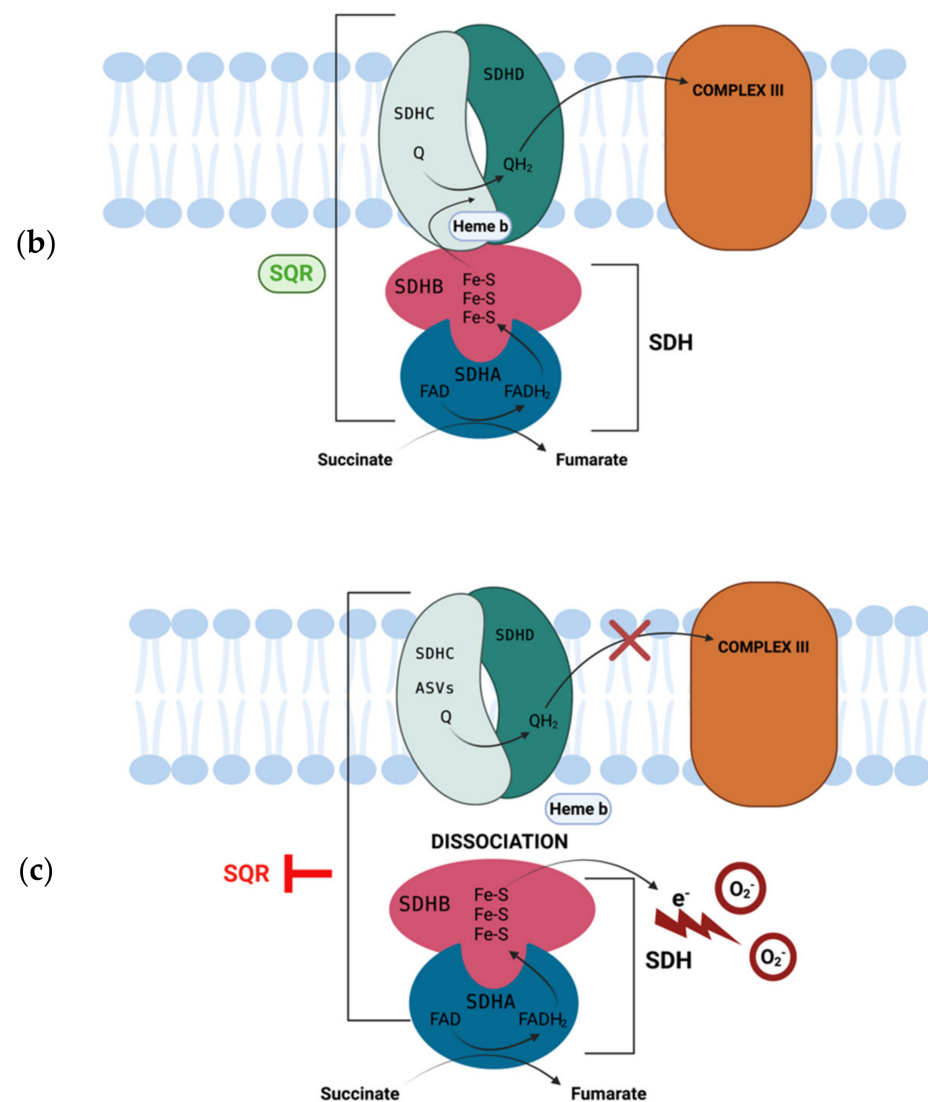 (b)
SDHD
SDHC
COMPLEX III
Q
QH₂
Heme b
SQR
SDHB
Fe-S
Fe-S
Fe-S
SDH
SDHA
FAD
FADH₂
Succinate
Fumarate
(c)
SDHD
SDHC
COMPLEX III
ASVs
Q
QH₂
Heme b
DISSOCIATION
SQR
SDHB
Fe-S
Fe-S
Fe-S
e⁻
O₂⁻
O₂⁻
SDH
SDHA
FAD
FADH₂
Succinate
Fumarate